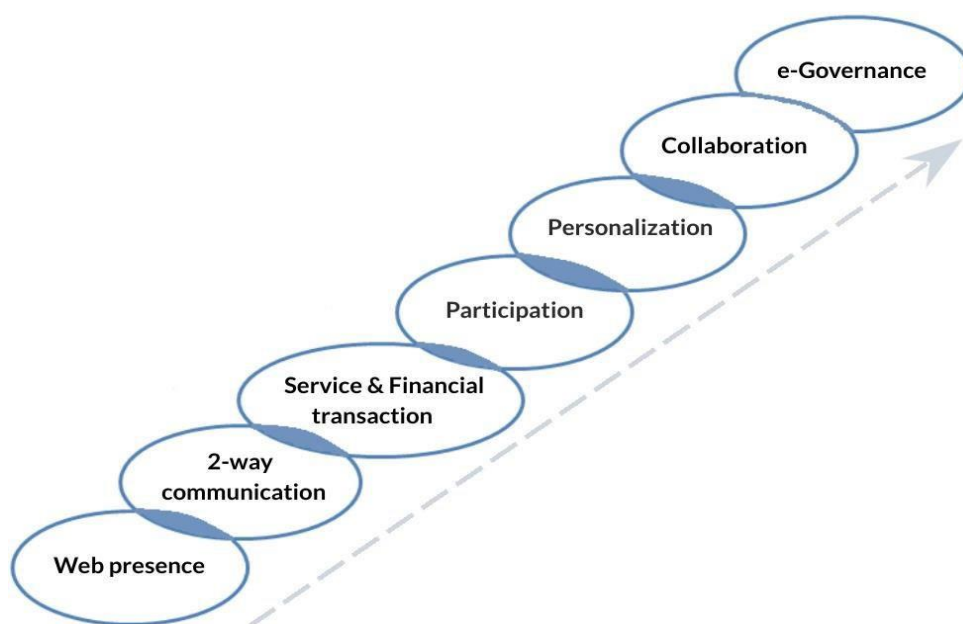 e-Governance
Collaboration
Personalization
Participation
Service & Financial
transaction
2-way
communication
Web presence